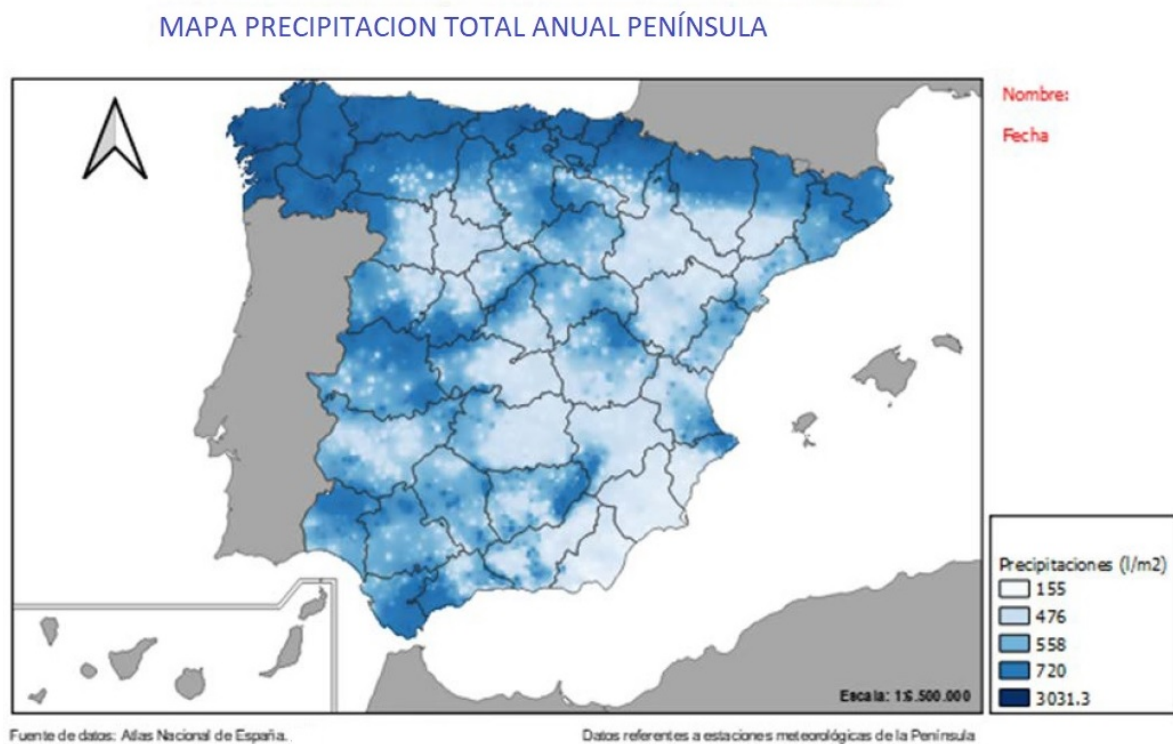 MAPA PRECIPITACION TOTAL ANUAL PENÍNSULA
Nombre:
Fecha
Precipitaciones (l/m2)
155
476
558
720
3031.3
Escala: 1:6.500.000
Fuente de datos: Atlas Nacional de España.
Datos referentes a estaciones meteorológicas de la Península